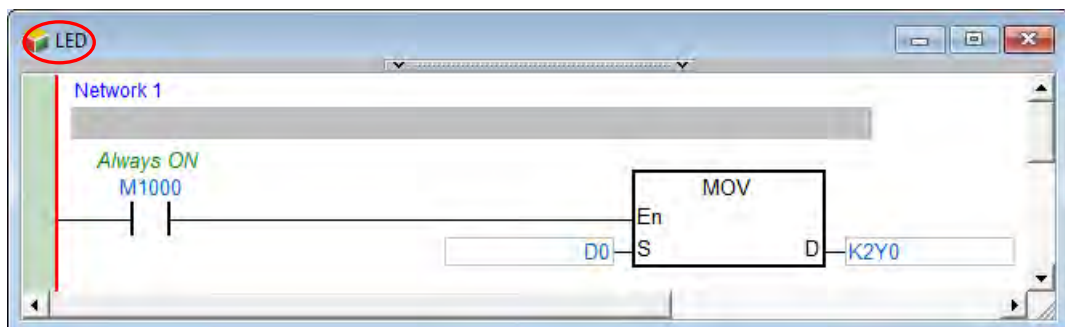 LED
Network 1
Always ON
M1000
MOV
En
D0 S D K2Y0